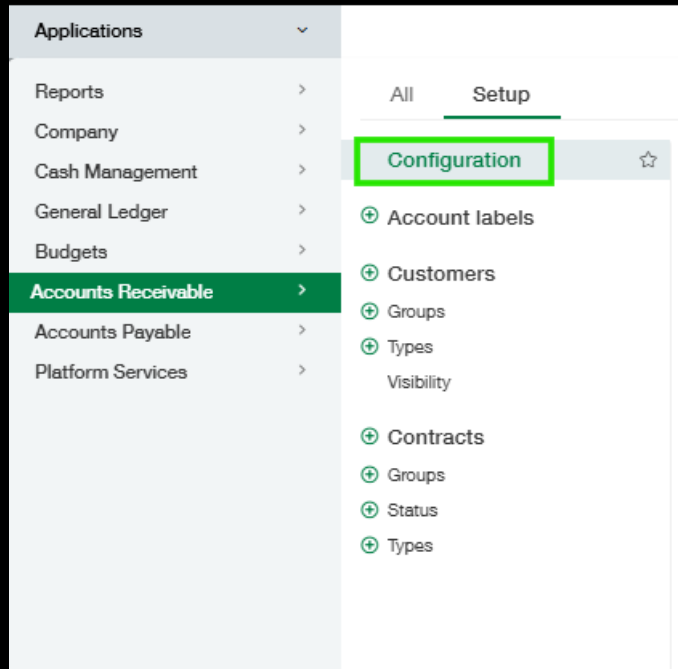 Applications
Reports
Company
Cash Management
General Ledger
Budgets
Accounts Receivable
Accounts Payable
Platform Services
All
Setup
Configuration
Account labels
Customers
Groups
Types
Visibility
Contracts
Groups
Status
Types